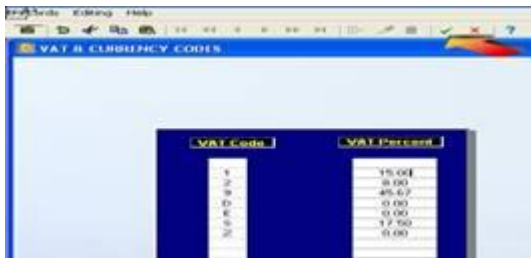 Editing Help
VAT & CURRENCY CODES
VAT Code VAT Percent
1 15.00
2 0.00
9 45.67
D 0.00
E 0.00
S 17.50
Z 0.00